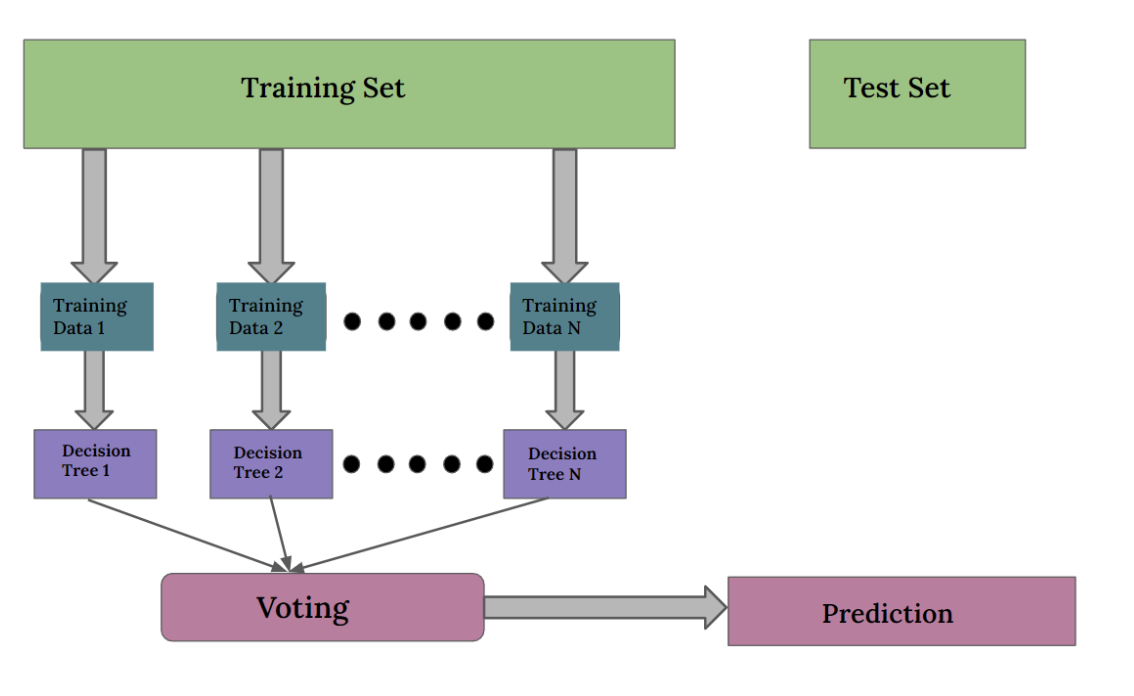 Training Set
Test Set
Training
Data 1
Training
Data 2
Training
Data N
Decision
Tree 1
Decision
Tree 2
Decision
Tree N
Voting
Prediction